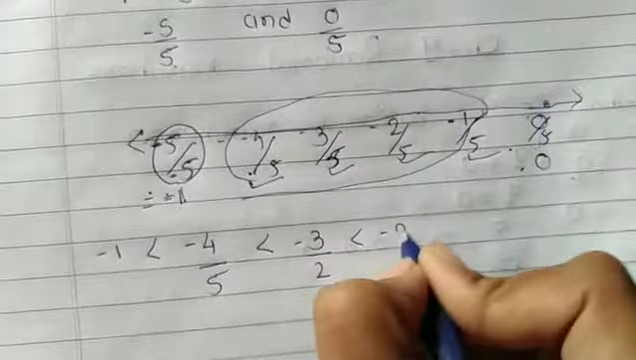 -5/5 and 0/5
-5/5 -4/5 -3/5 -2/5 -1/5 0/5
= -1 0
-1 < -4/5 < -3/2 < -2